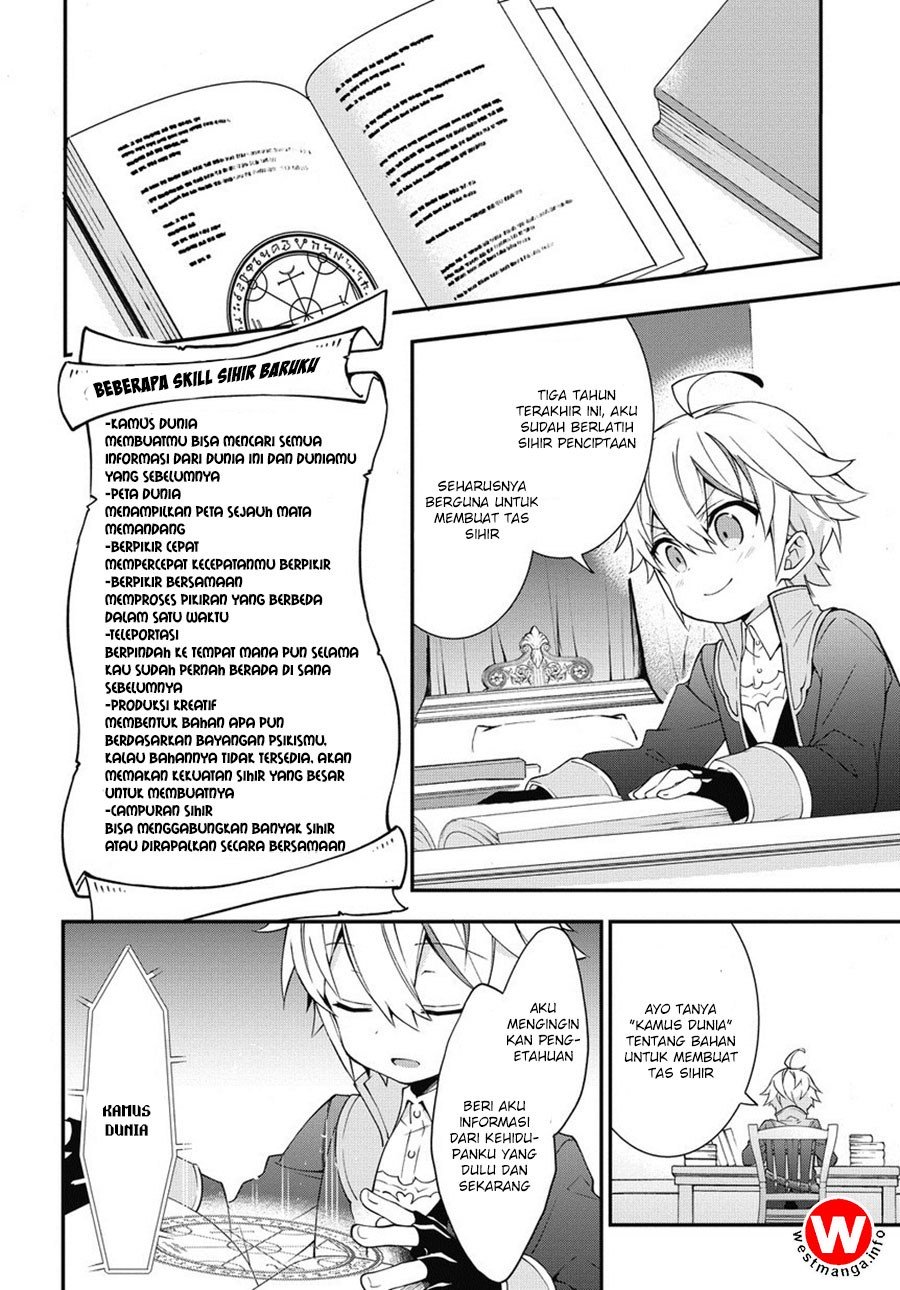 TIGA TAHUN
TERAKHIR INI, AKU
SUDAH BERLATIH
SIHIR PENCIPTAAN
SEHARUSNYA
BERGUNA UNTUK
MEMBUAT TAS
SIHIR
BEBERAPA SKILL SIHIR BARUKU
-KAMUS DUNIA
MEMBUATMU BISA MENCARI SEMUA
INFORMASI DARI DUNIA INI DAN DUNIAMU
YANG SEBELUMNYA
-PETA DUNIA
MENAMPILKAN PETA SEJAUH MATA
MEMANDANG
-BERPIKIR CEPAT
MEMPERCEPAT KECEPATANMU BERPIKIR
-BERPIKIR BERSAMAAN
MEMPROSES PIKIRAN YANG BERBEDA
DALAM SATU WAKTU
-TELEPORTASI
BERPINDAH KE TEMPAT MANA PUN SELAMA
KAU SUDAH PERNAH BERADA DI SANA
SEBELUMNYA
-PRODUKSI KREATIF
MEMBENTUK BAHAN APA PUN
BERDASARKAN BAYANGAN PSIKISMU.
KALAU BAHANNYA TIDAK TERSEDIA, AKAN
MEMAKAN KEKUATAN SIHIR YANG BESAR
UNTUK MEMBUATNYA
-CAMPURAN SIHIR
BISA MENGGABUNGKAN BANYAK SIHIR
ATAU DIRAPALKAN SECARA BERSAMAAN
AYO TANYA
"KAMUS DUNIA"
TENTANG BAHAN
UNTUK MEMBUAT
TAS SIHIR
AKU
MENGINGIN
KAN PENG-
ETAHUAN
BERI AKU
INFORMASI
DARI KEHIDU-
PANKU YANG
DULU DAN
SEKARANG
KAMUS
DUNIA
W
westmanga.info